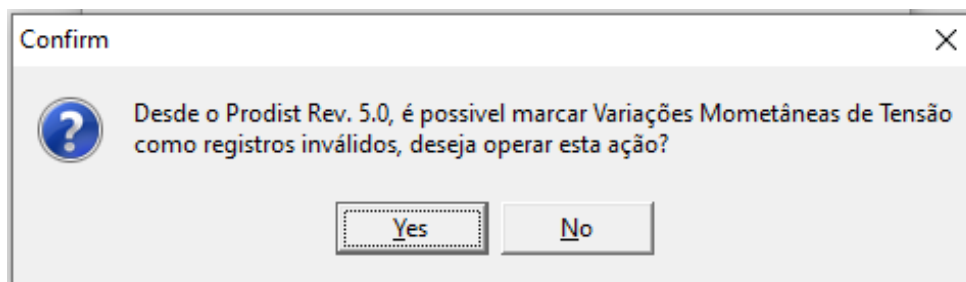 Confirm
Desde o Prodist Rev. 5.0, é possivel marcar Variações Mometâneas de Tensão
como registros inválidos, deseja operar esta ação?
Yes
No